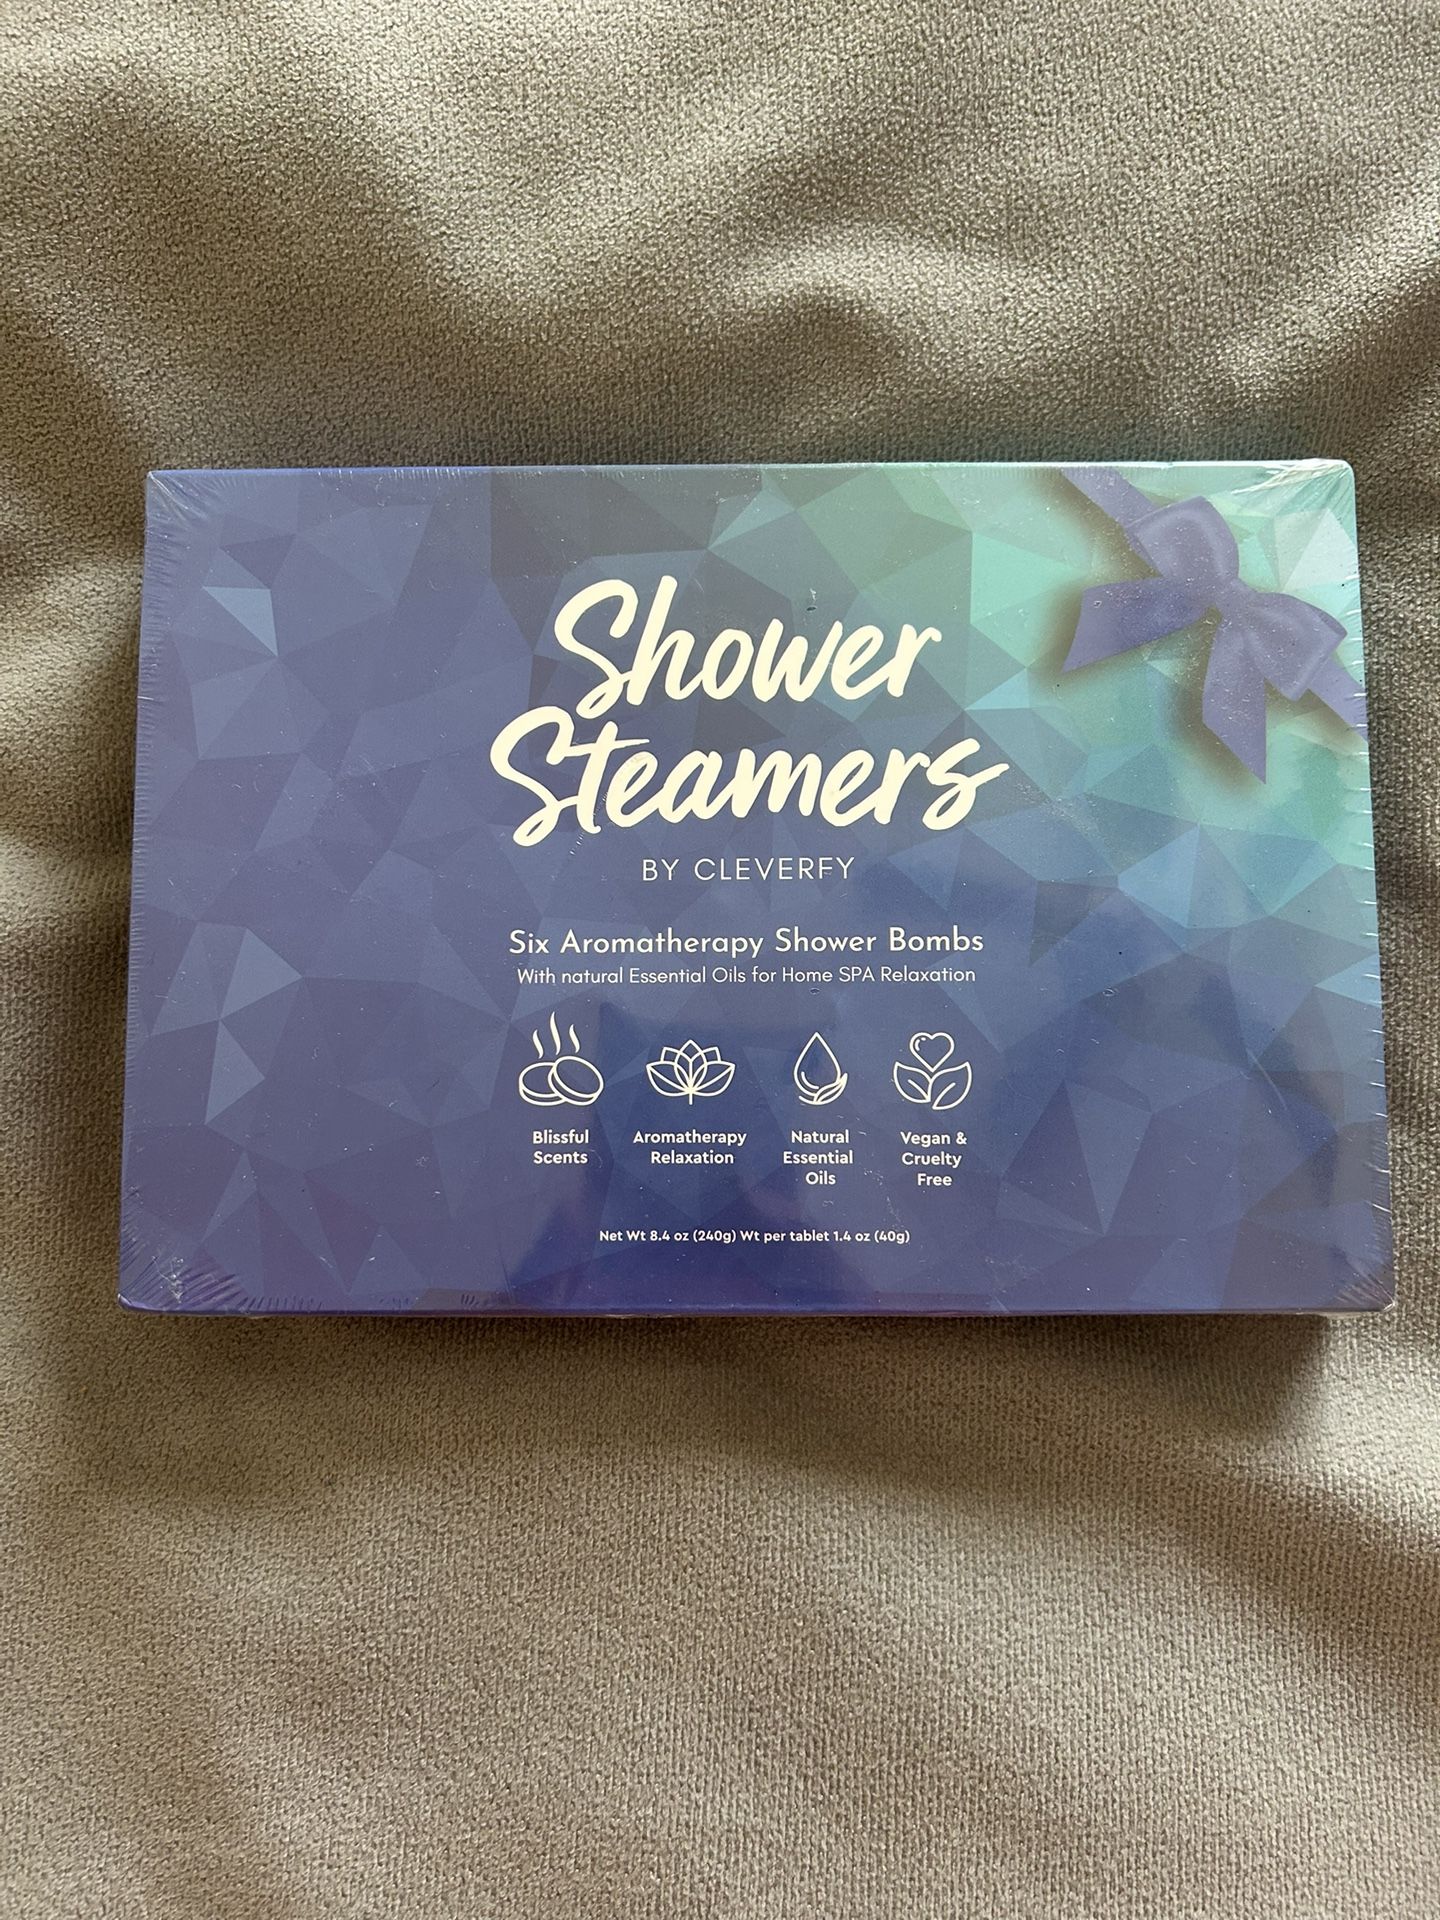 Shower
Steamers
BY CLEVERFY
Six Aromatherapy Shower Bombs
With natural Essential Oils for Home SPA Relaxation
Blissful
Scents
Aromatherapy
Relaxation
Natural
Essential
Oils
Vegan &
Cruelty
Free
Net Wt 8.4 oz (240g) Wt per tablet 1.4 oz (40g)